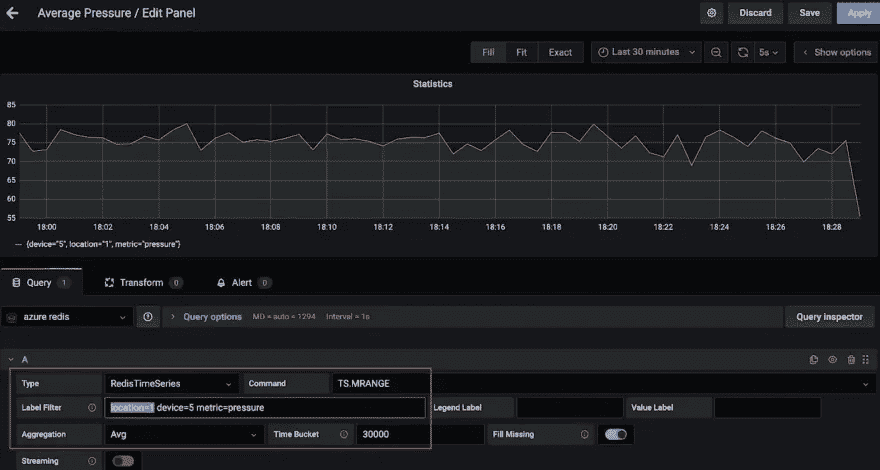 Average Pressure / Edit Panel
Discard Save Apply
Fill Fit Exact Last 30 minutes 5s Show options
Statistics
85
80
75
70
65
60
55
18:00 18:02 18:04 18:06 18:08 18:10 18:12 18:14 18:16 18:18 18:20 18:22 18:24 18:26 18:28
{device="5", location="1", metric="pressure"}
Query 1 Transform 0 Alert 0
azure redis Query options MD = auto = 1294 Interval = 1s Query inspector
A
Type RedisTimeSeries Command TS.MRANGE
Label Filter location=1 device=5 metric=pressure Legend Label Value Label
Aggregation Avg Time Bucket 30000 Fill Missing
Streaming